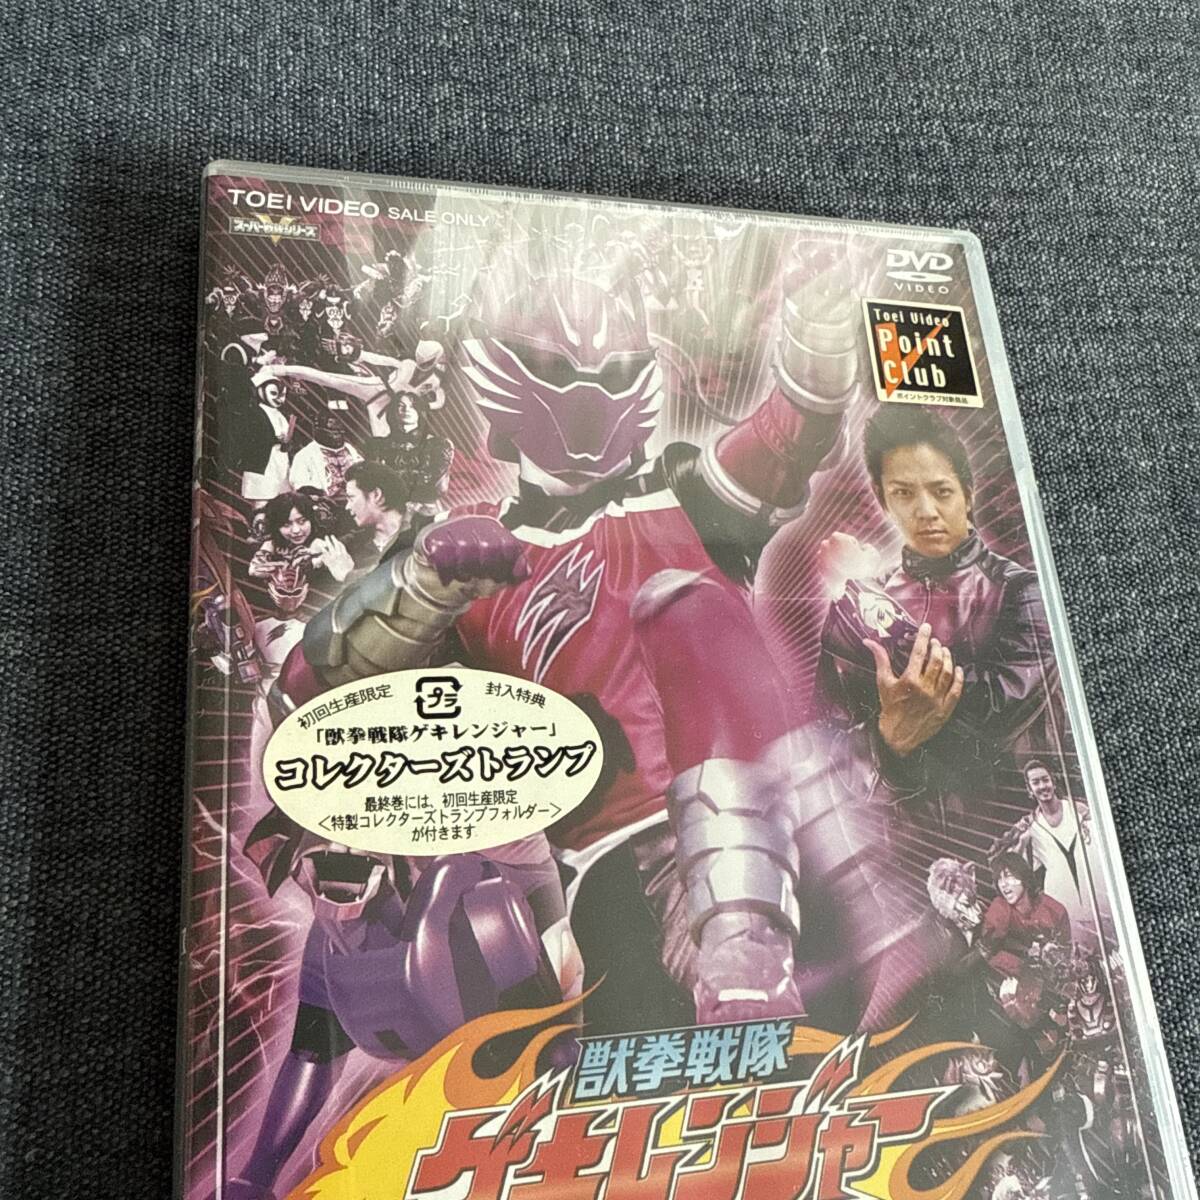 TOEI VIDEO SALE ONLY
スーパー戦隊シリーズ
DVD
VIDEO
Toei Video
Point
Club
ポイントクラブ対象商品
初回生産限定
プラ
封入特典
「獣拳戦隊ゲキレンジャー」
コレクターズトランプ
最終巻には、初回生産限定
<特製コレクターズトランプフォルダー>
が付きます
獣拳戦隊
ゲキレンジャー